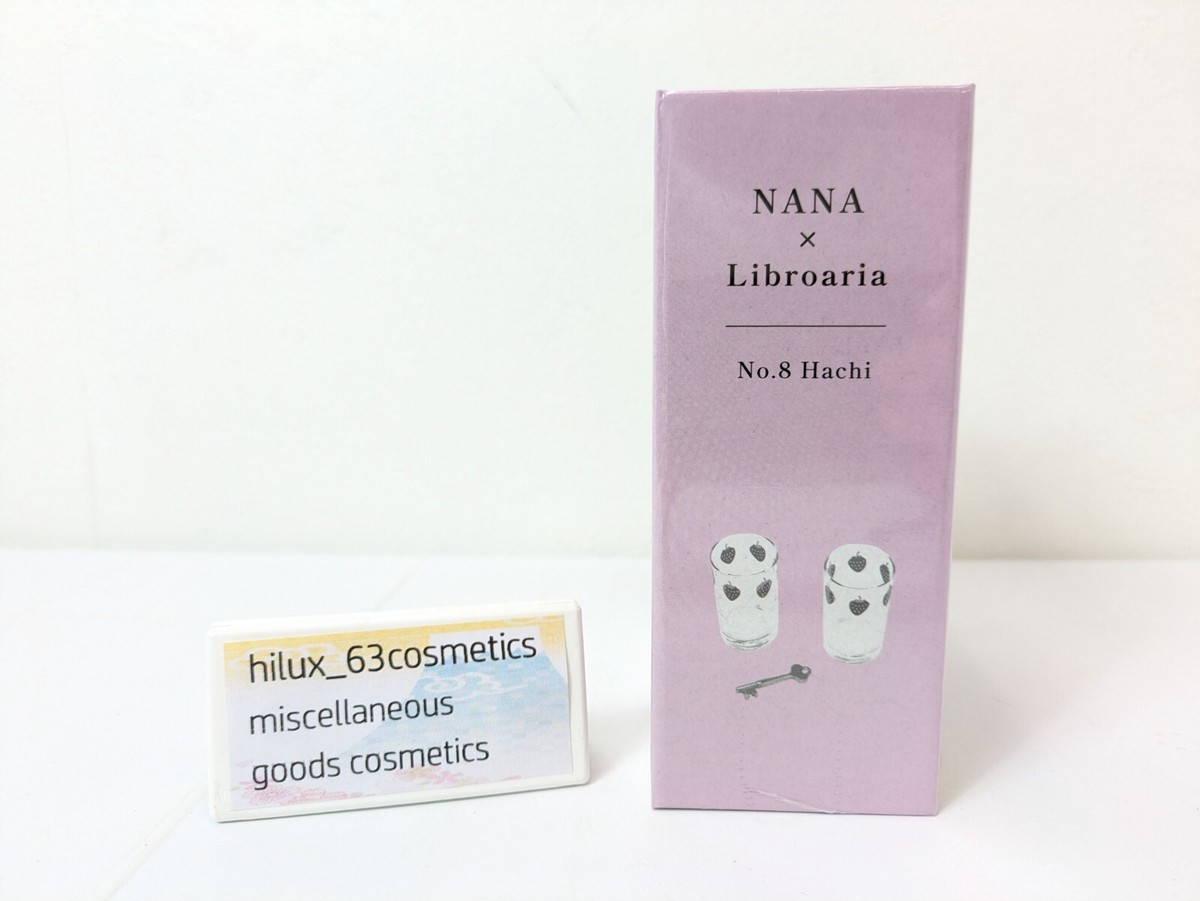 hilux_63cosmetics
miscellaneous
goods cosmetics
NANA
×
Libroaria
No.8 Hachi